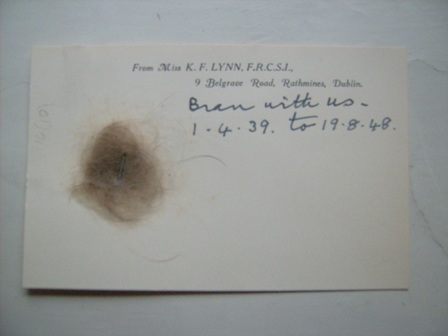 From Miss K. F. LYNN, F.R.C.S.I.,
9 Belgrave Road, Rathmines, Dublin.
Bran with us -
1·4·39. to 19·8·48.